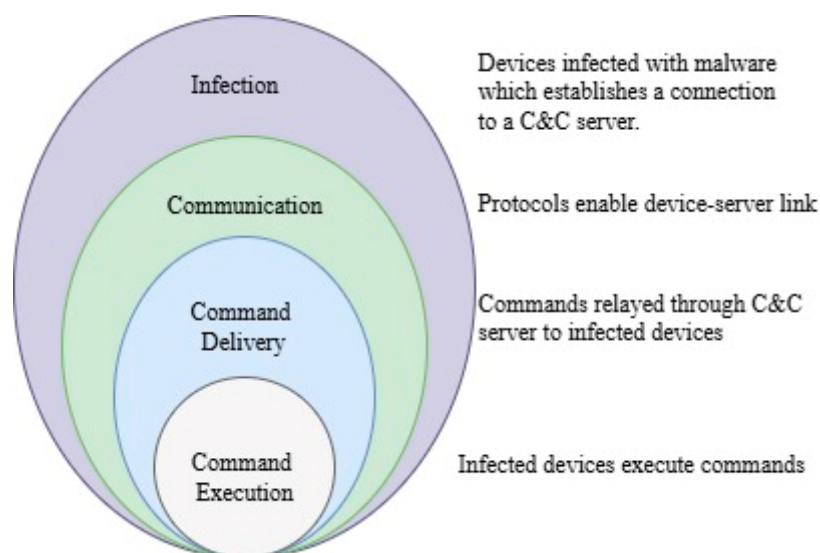 Infection
Devices infected with malware
which establishes a connection
to a C&C server.
Communication
Protocols enable device-server link
Command
Delivery
Commands relayed through C&C
server to infected devices
Command
Execution
Infected devices execute commands